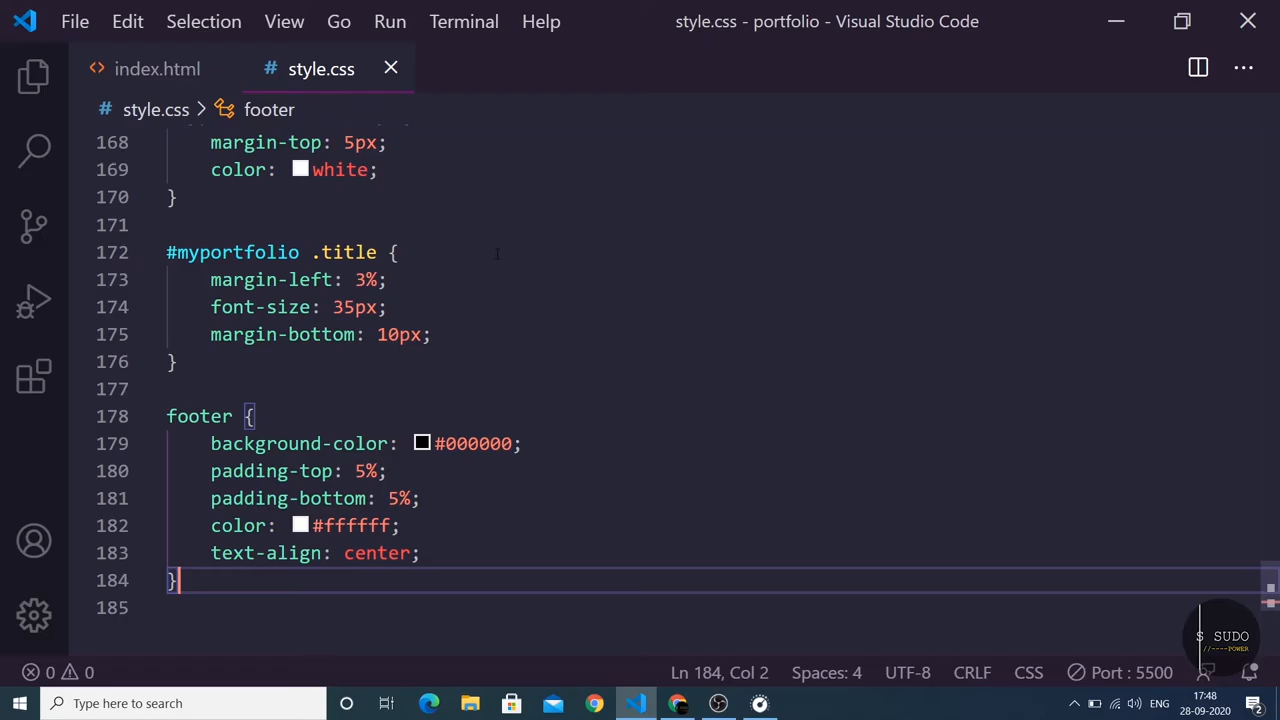 File Edit Selection View Go Run Terminal Help style.css - portfolio - Visual Studio Code
index.html # style.css
# style.css > footer
168 margin-top: 5px;
169 color: white;
170 }
171
172 #myportfolio .title {
173 margin-left: 3%;
174 font-size: 35px;
175 margin-bottom: 10px;
176 }
177
178 footer {
179 background-color: #000000;
180 padding-top: 5%;
181 padding-bottom: 5%;
182 color: #ffffff;
183 text-align: center;
184 }
185
S SUDO
//----POWER
0 0 Ln 184, Col 2 Spaces: 4 UTF-8 CRLF CSS Port : 5500
Type here to search ENG 17:48
28-09-2020 2